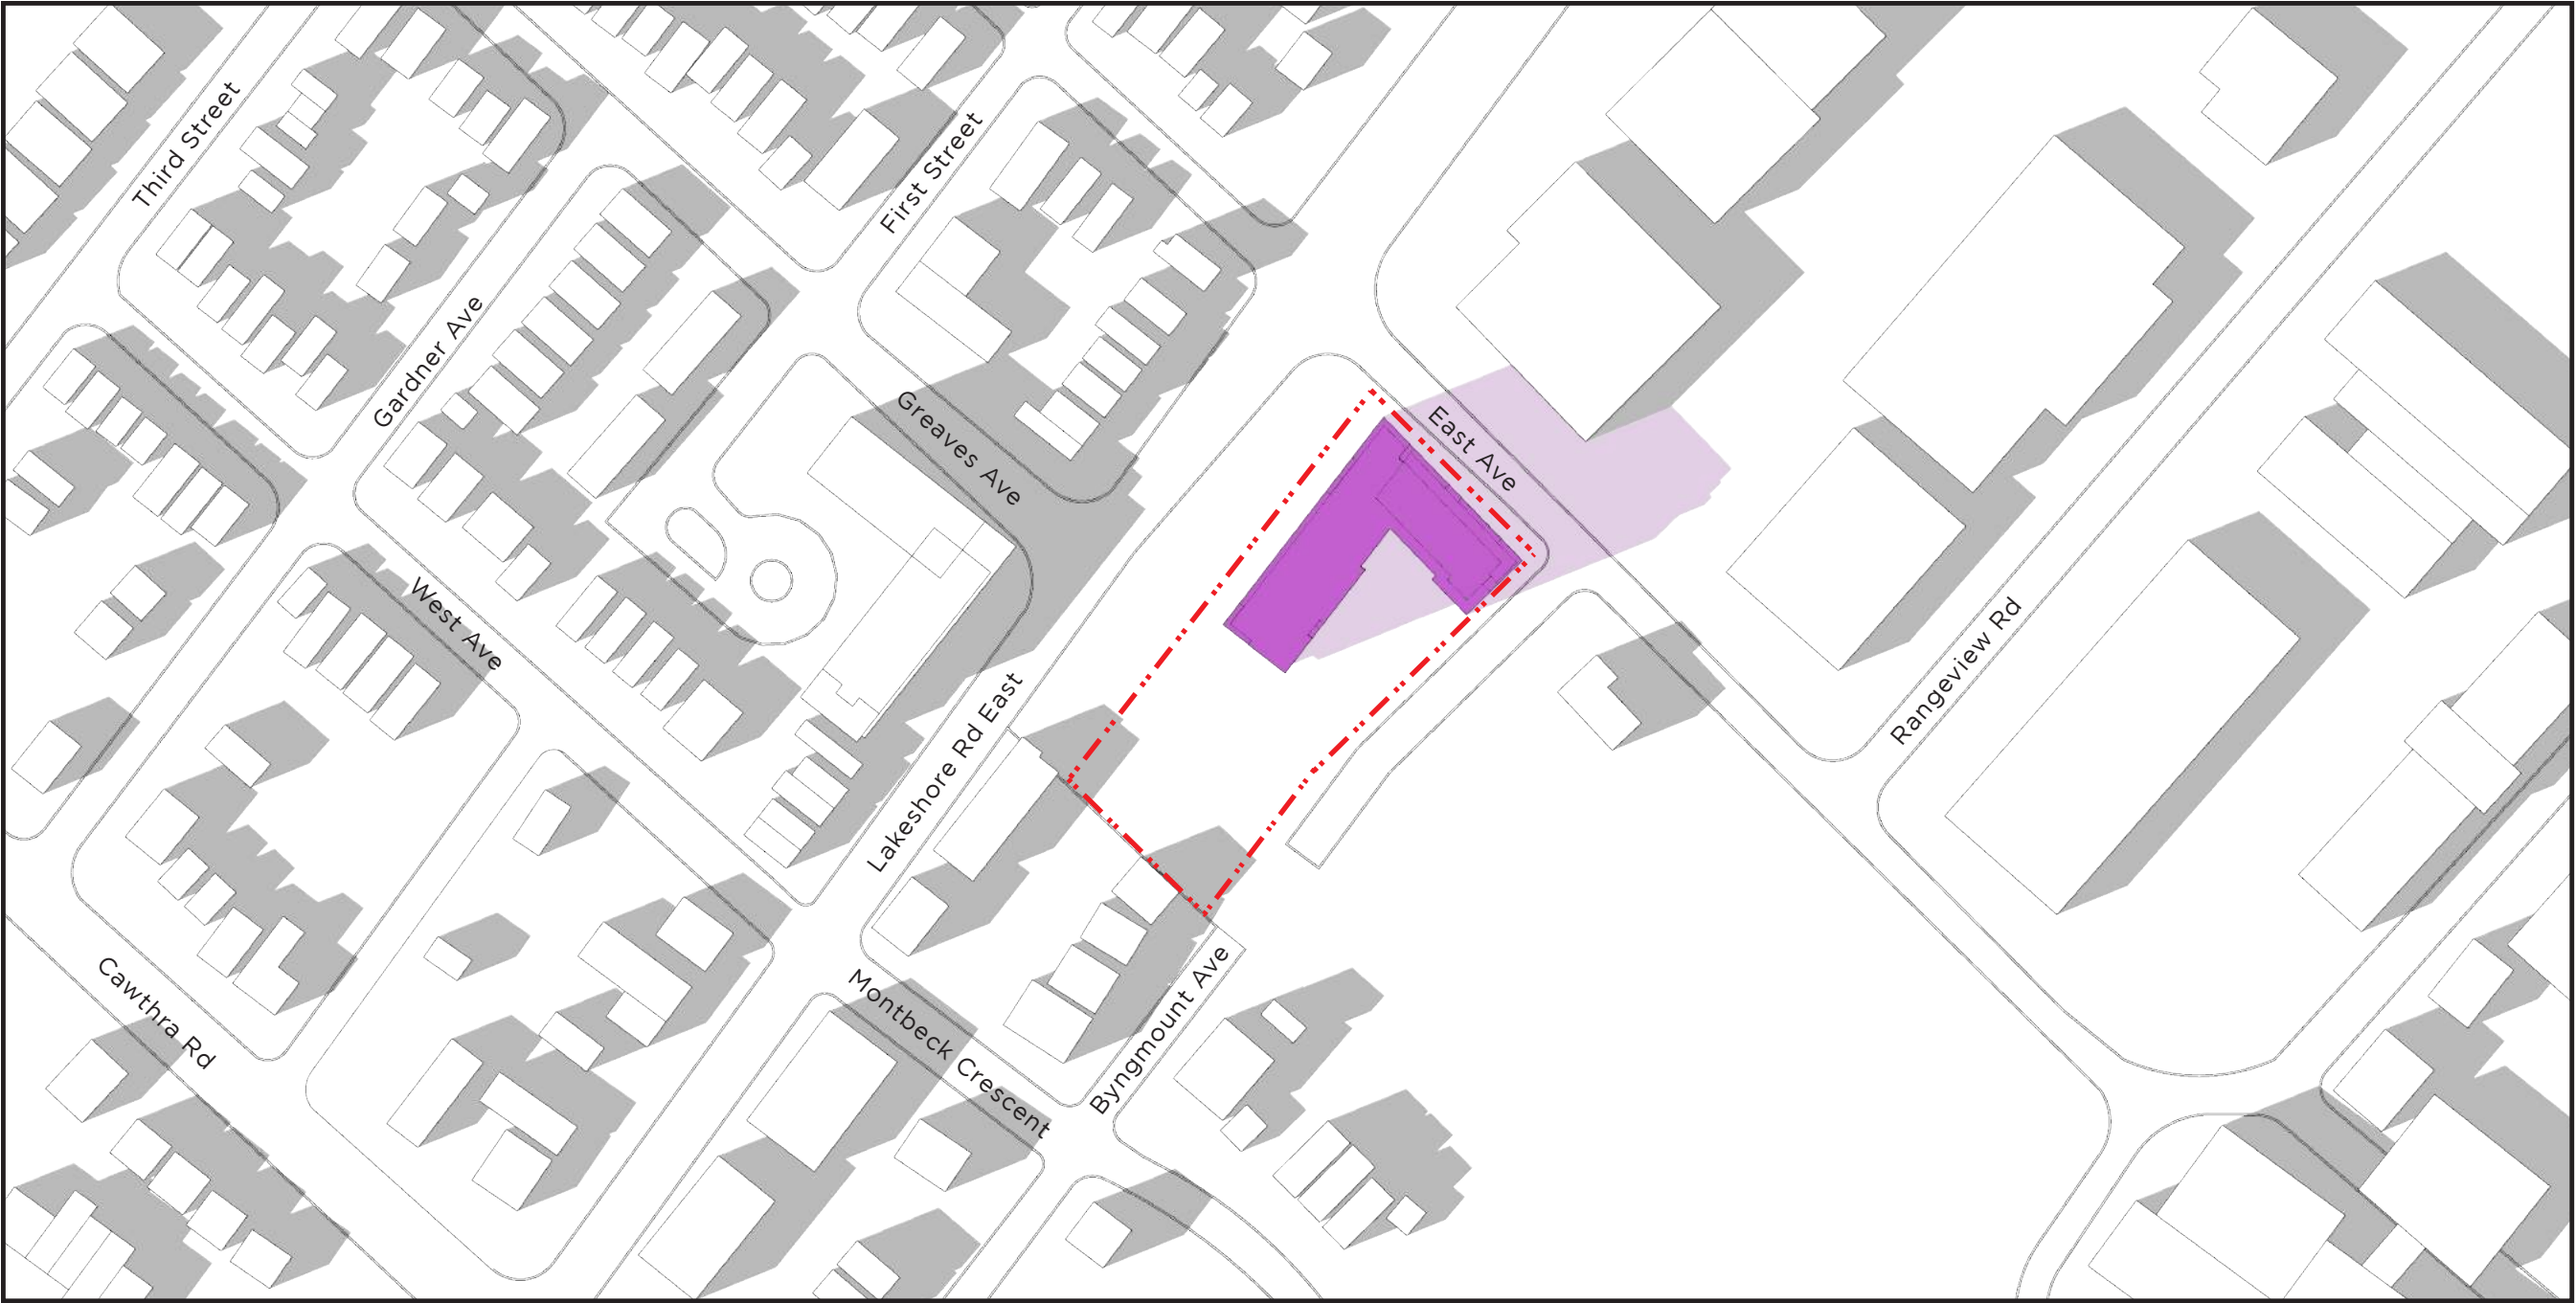 Third Street
First Street
Gardner Ave
Greaves Ave
East Ave
West Ave
Rangeview Rd
Lakeshore Rd East
Cawthra Rd
Montbeck Crescent
Byngmount Ave